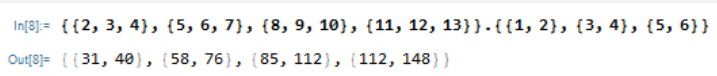 In[8]:= {{2, 3, 4}, {5, 6, 7}, {8, 9, 10}, {11, 12, 13}}.{{1, 2}, {3, 4}, {5, 6}}
Out[8]= {{31, 40}, {58, 76}, {85, 112}, {112, 148}}